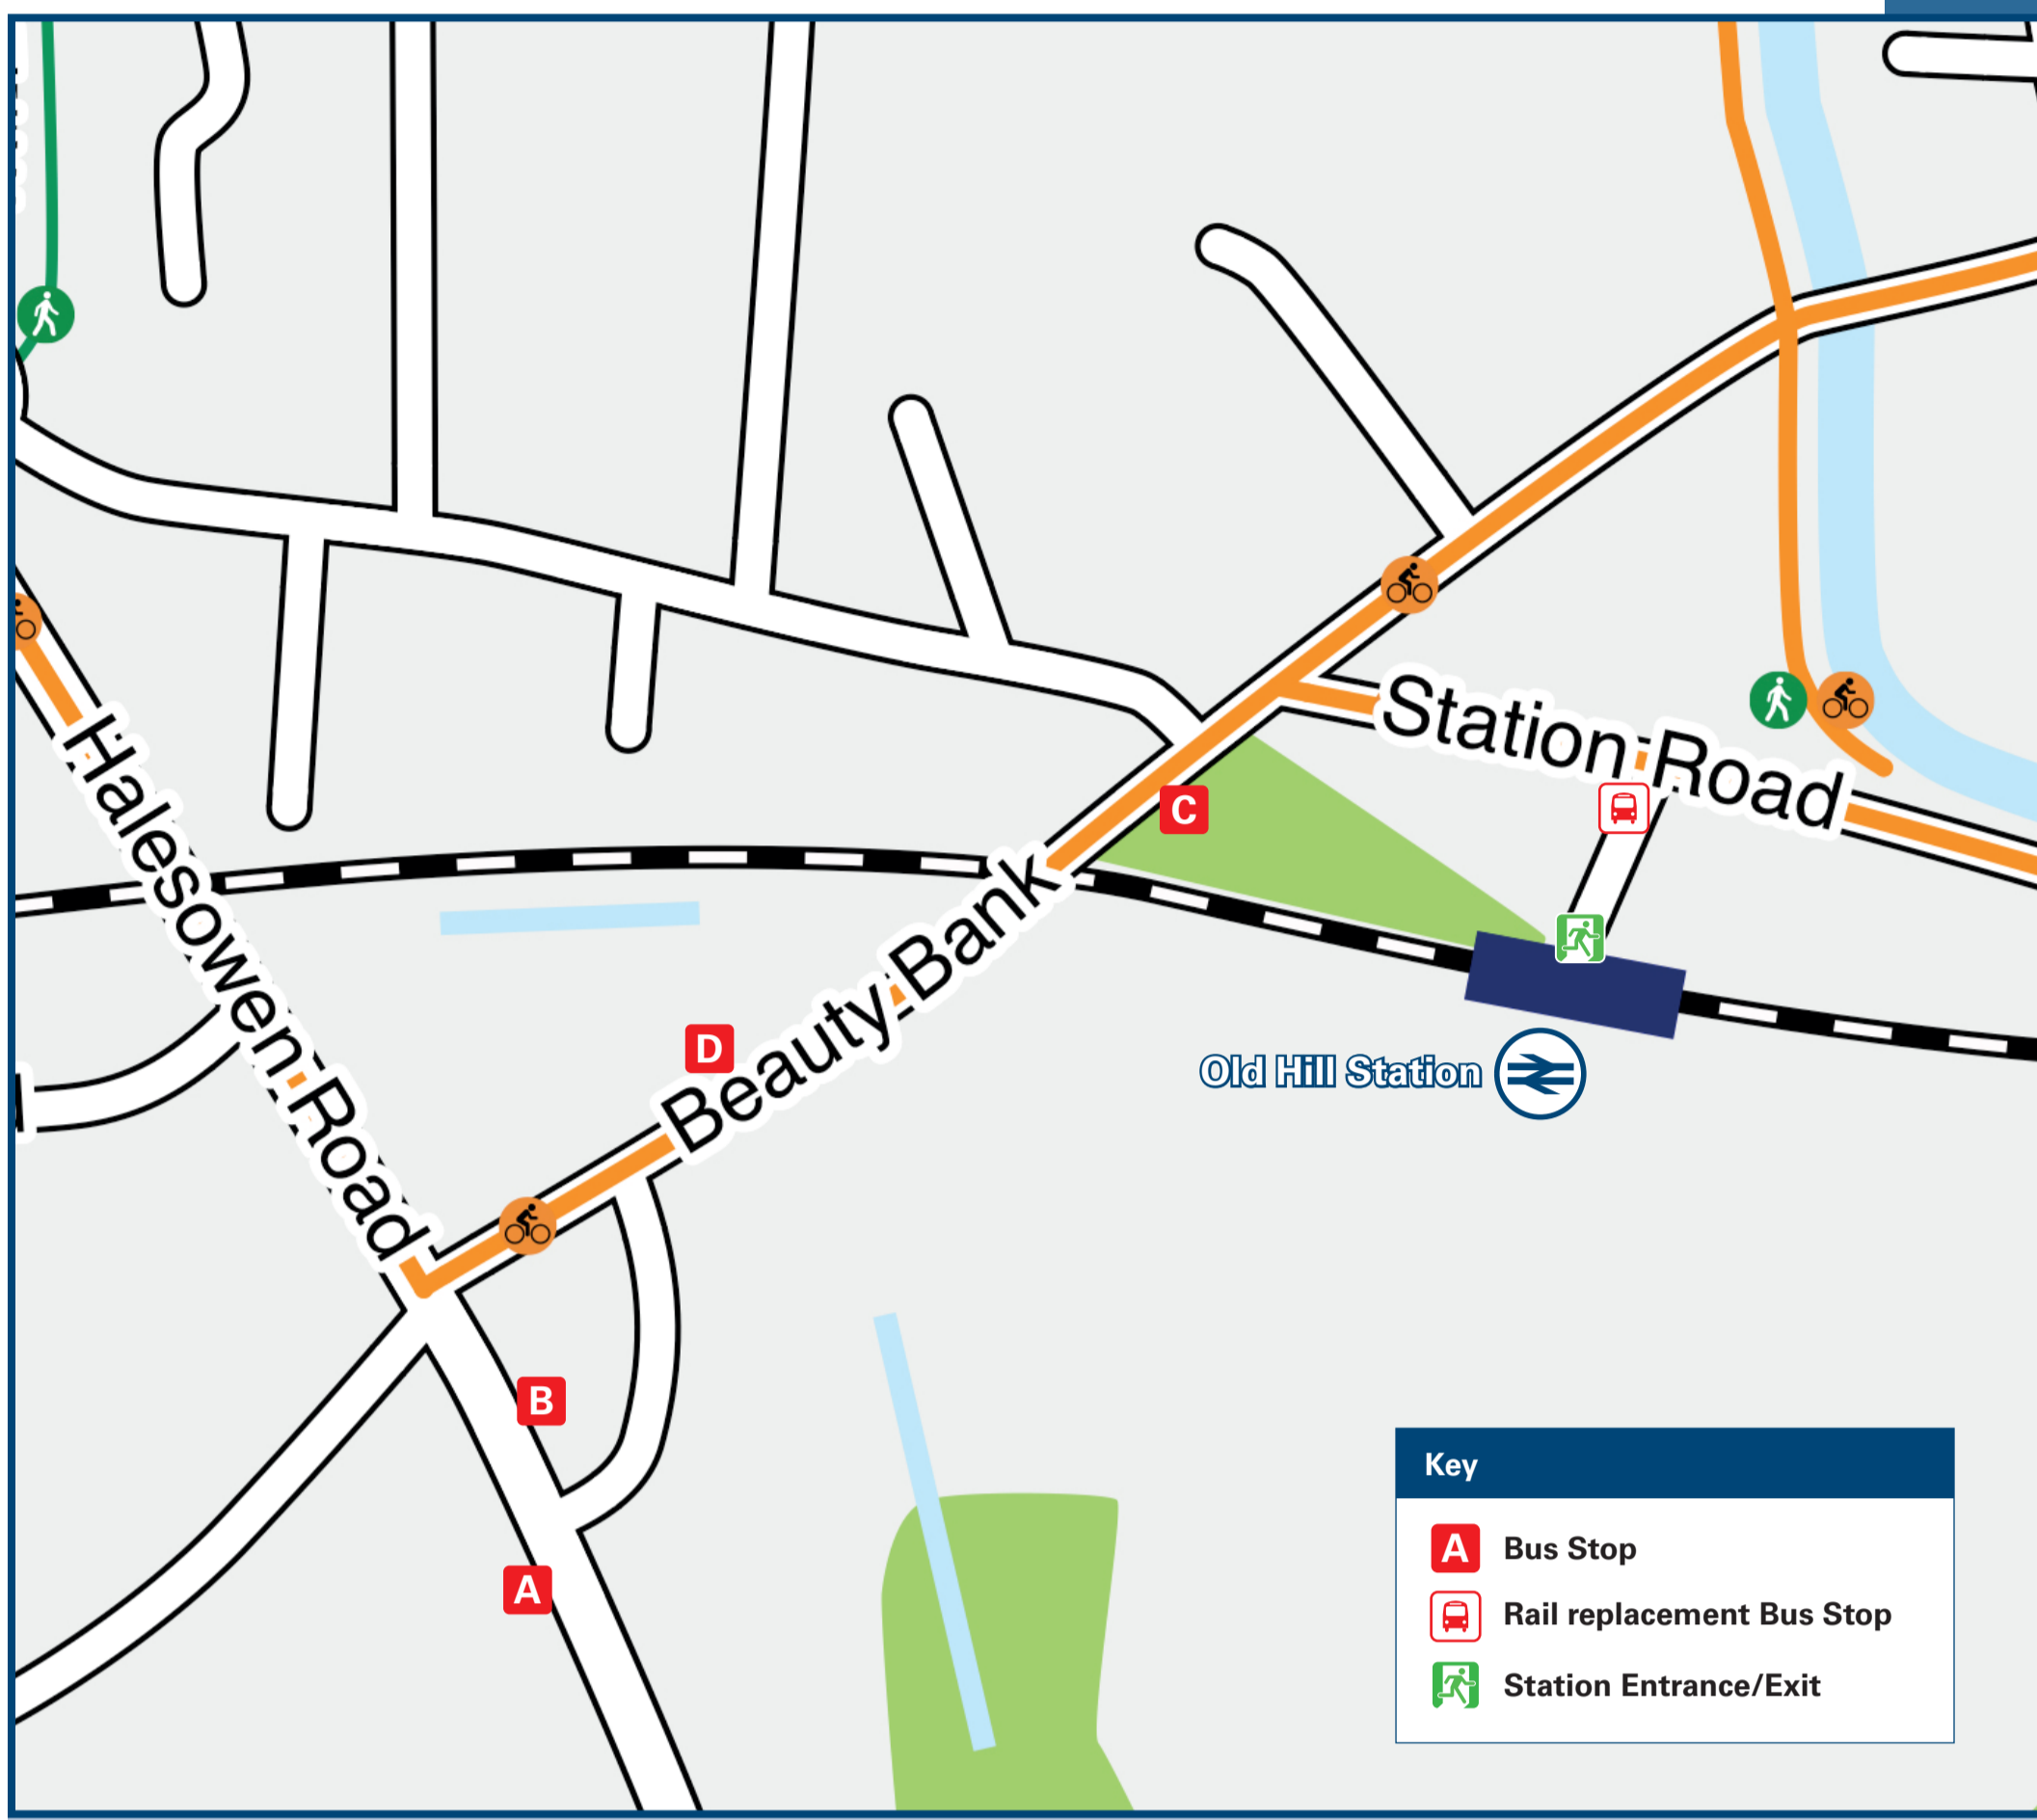 Station Road
C
Halesowen Road
Beauty Bank
D
Old Hill Station
B
A
Key
A Bus Stop
Rail replacement Bus Stop
Station Entrance/Exit